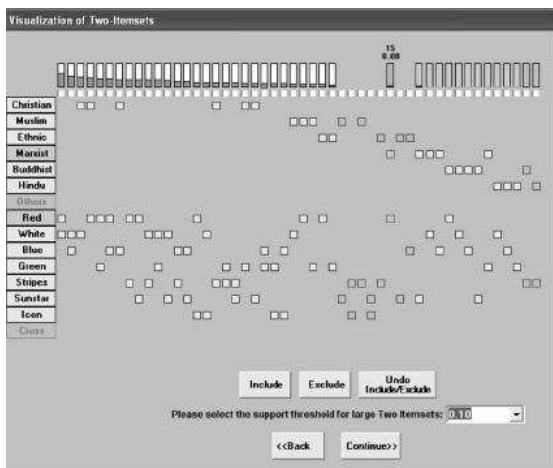 Visualization of Two-Itemsets
15
0.00
Christian
Muslim
Ethnic
Marxist
Buddhist
Hindu
Others
Red
White
Blue
Green
Stripes
Sunstar
Icon
Cross
Include
Exclude
Undo
Include/Exclude
Please select the support threshold for large Two Itemsets: 0.10
<<Back
Continue>>